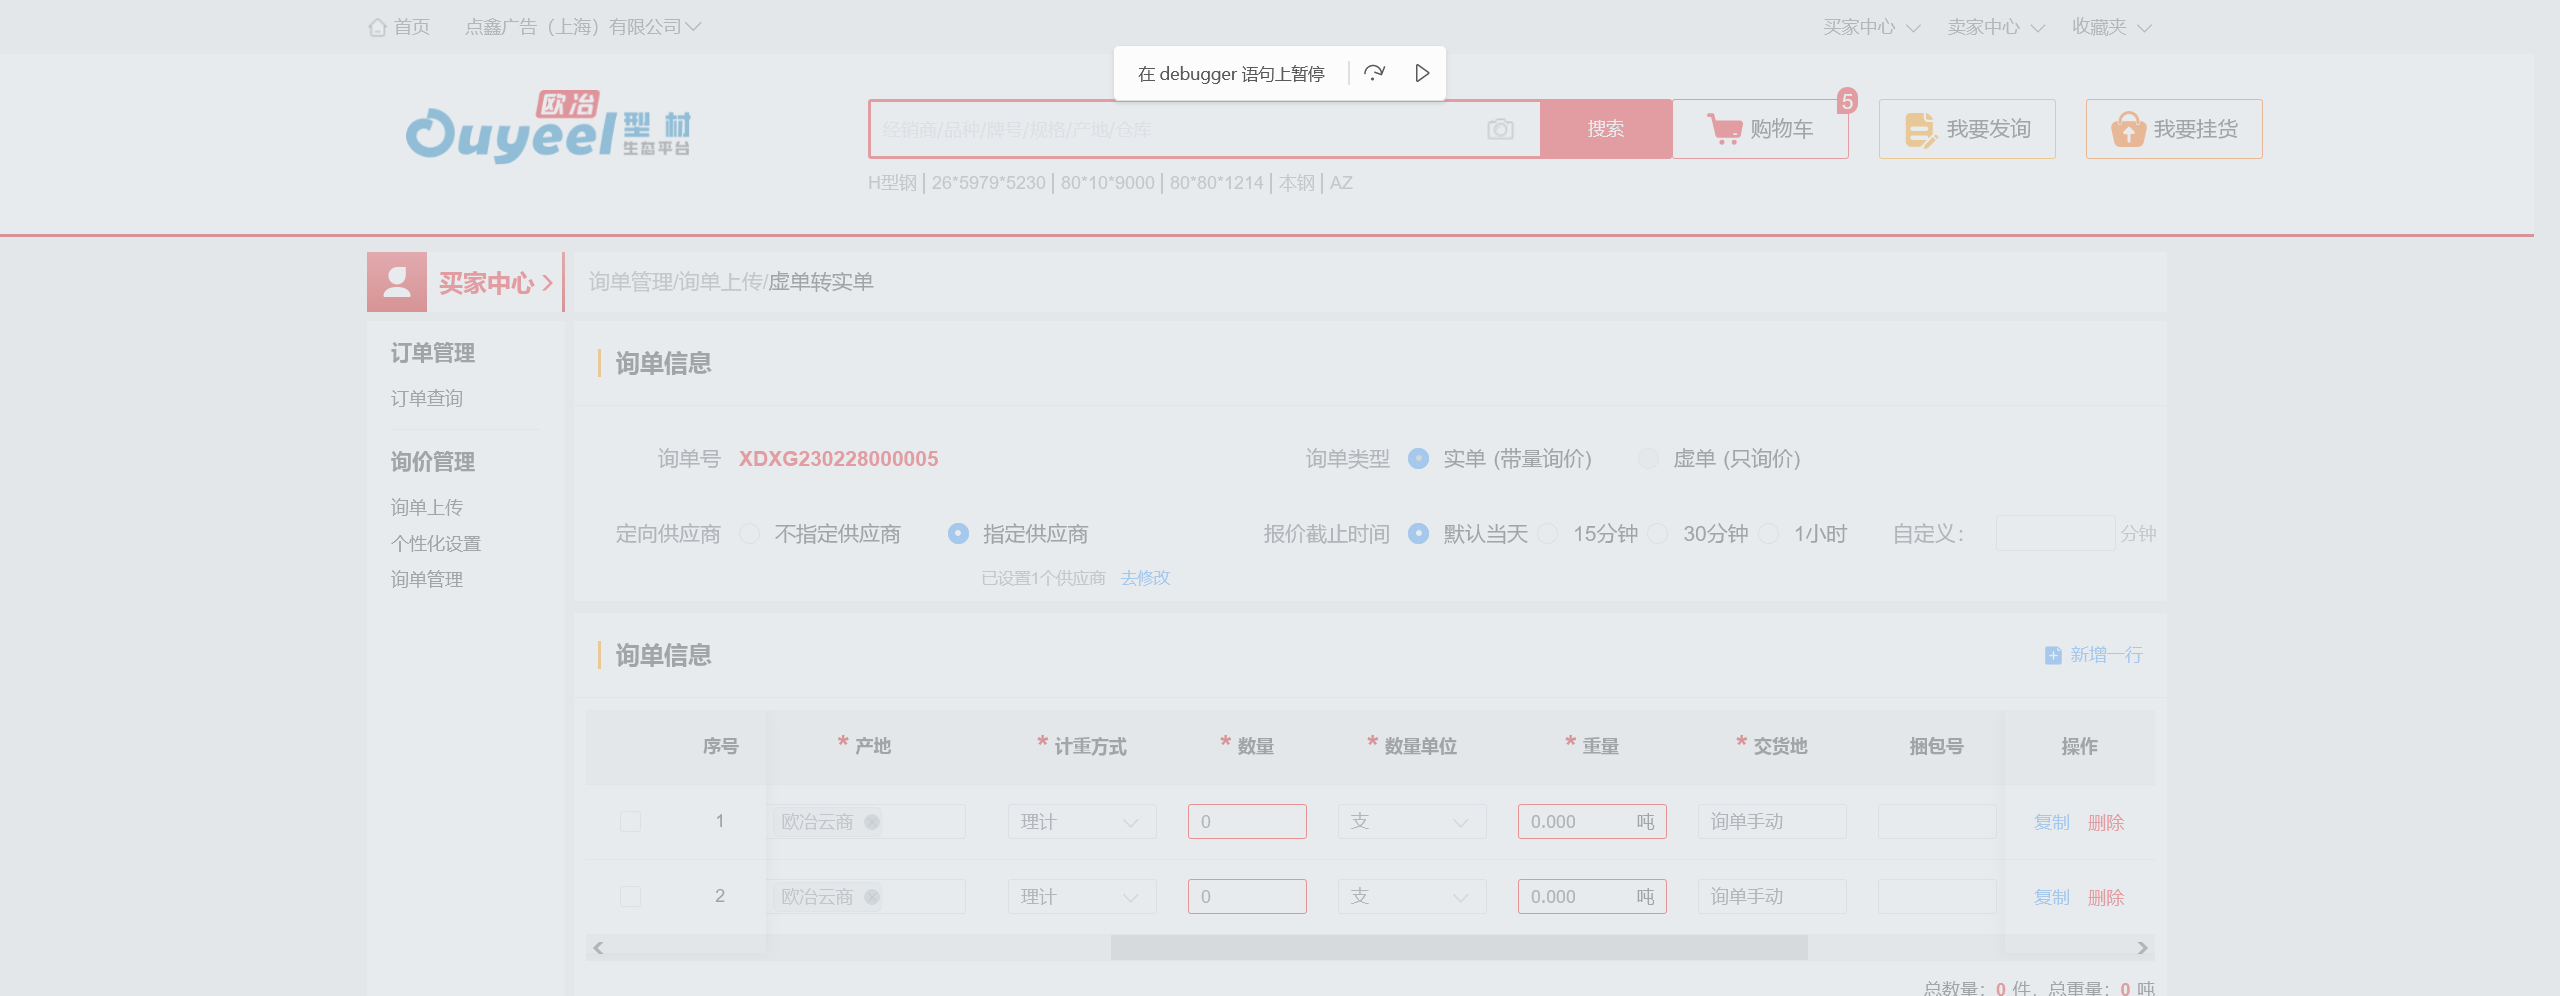 首页 点鑫广告（上海）有限公司 买家中心 卖家中心 收藏夹
在 debugger 语句上暂停
欧冶 Ouyeel 型材 生态平台
经销商/品种/牌号/规格/产地/仓库 搜索 购物车 5 我要发询 我要挂货
H型钢 | 26*5979*5230 | 80*10*9000 | 80*80*1214 | 本钢 | AZ
买家中心 询单管理/询单上传/虚单转实单
订单管理
订单查询
询价管理
询单上传
个性化设置
询单管理
询单信息
询单号 XDXG230228000005 询单类型 实单 (带量询价) 虚单 (只询价)
定向供应商 不指定供应商 指定供应商 报价截止时间 默认当天 15分钟 30分钟 1小时 自定义： 分钟
已设置1个供应商 去修改
询单信息 新增一行
序号 * 产地 * 计重方式 * 数量 * 数量单位 * 重量 * 交货地 捆包号 操作
1 欧冶云商 理计 0 支 0.000 吨 询单手动 复制 删除
2 欧冶云商 理计 0 支 0.000 吨 询单手动 复制 删除
总数量：0 件，总重量：0 吨